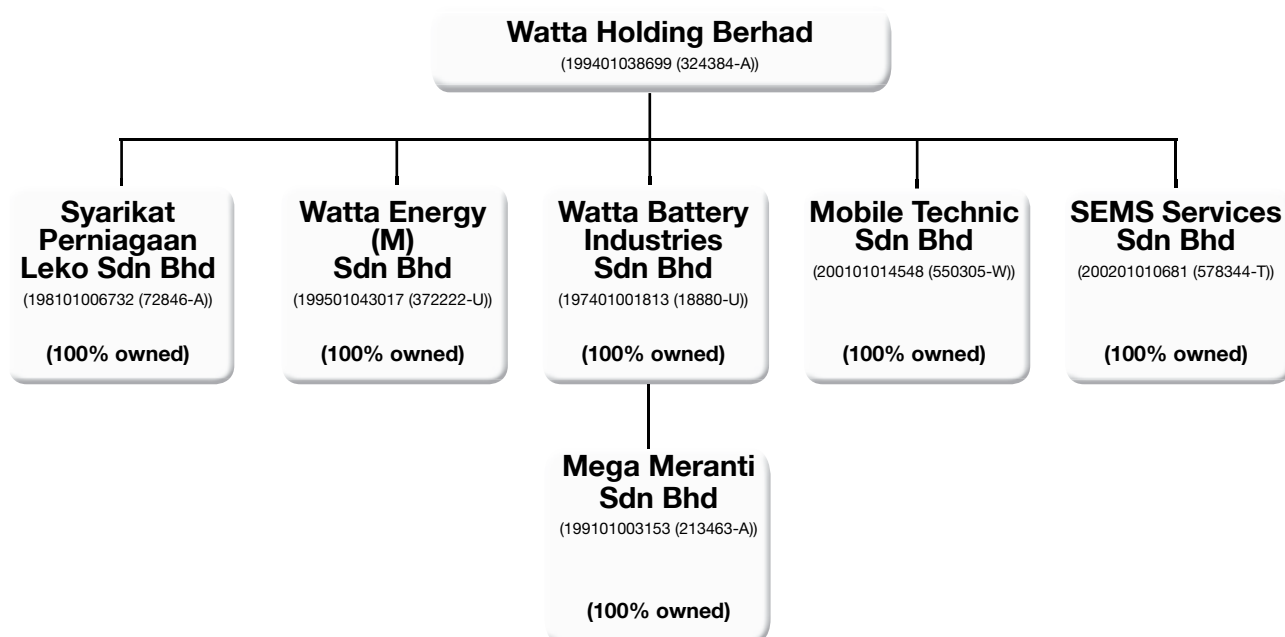 Watta Holding Berhad
(199401038699 (324384-A))
Syarikat
Perniagaan
Leko Sdn Bhd
(198101006732 (72846-A))
(100% owned)
Watta Energy
(M)
Sdn Bhd
(199501043017 (372222-U))
(100% owned)
Watta Battery
Industries
Sdn Bhd
(197401001813 (18880-U))
(100% owned)
Mobile Technic
Sdn Bhd
(200101014548 (550305-W))
(100% owned)
SEMS Services
Sdn Bhd
(200201010681 (578344-T))
(100% owned)
Mega Meranti
Sdn Bhd
(199101003153 (213463-A))
(100% owned)